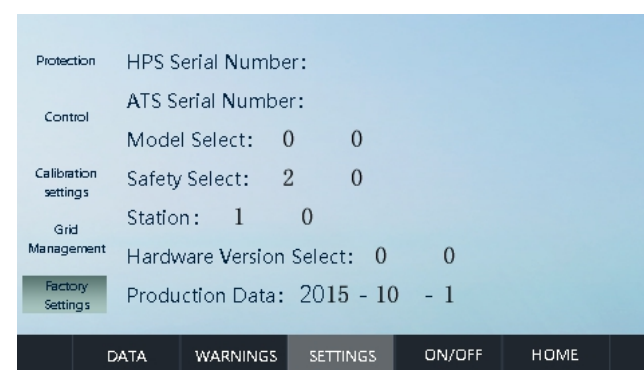 Protection
Control
Calibration
settings
Grid
Management
Factory
Settings
HPS Serial Number:
ATS Serial Number:
Model Select: 0 0
Safety Select: 2 0
Station: 1 0
Hardware Version Select: 0 0
Production Data: 2015 - 10 - 1
DATA WARNINGS SETTINGS ON/OFF HOME